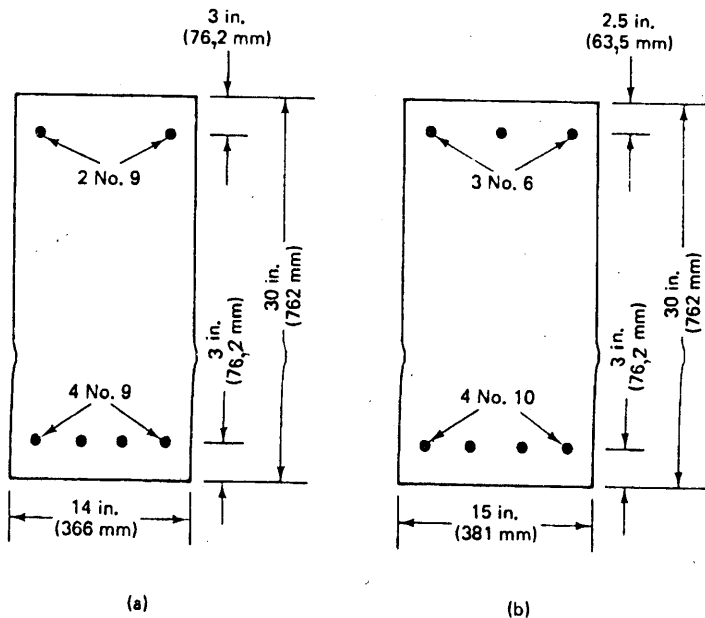 3 in.
(76,2 mm)
2 No. 9
30 in.
(762 mm)
3 in.
(76,2 mm)
4 No. 9
14 in.
(366 mm)
(a)
2.5 in.
(63,5 mm)
3 No. 6
30 in.
(762 mm)
3 in.
(76,2 mm)
4 No. 10
15 in.
(381 mm)
(b)